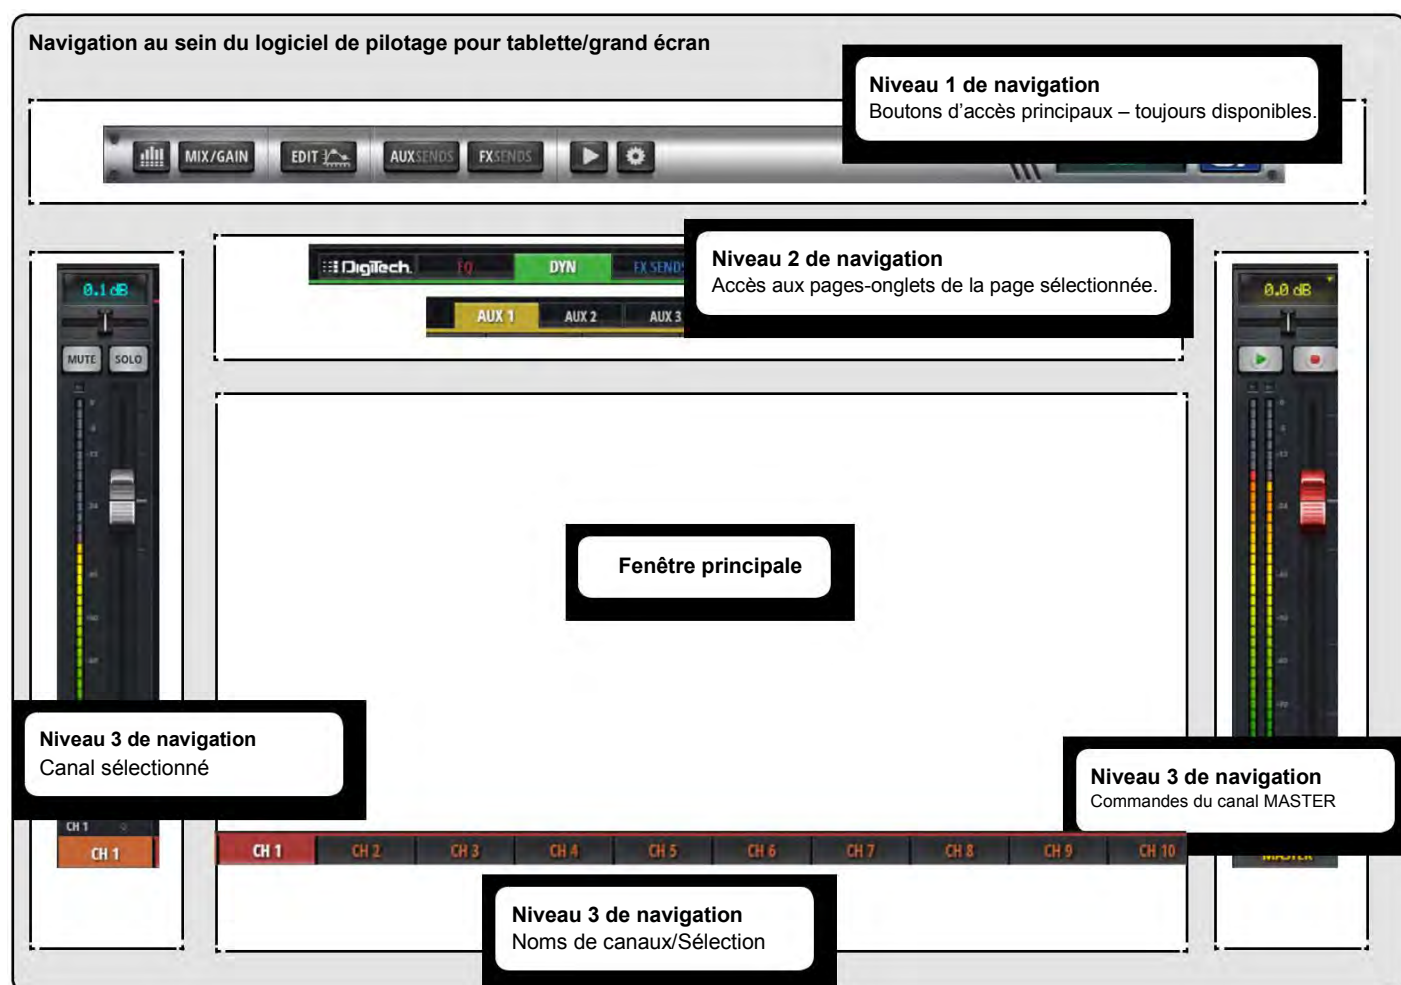 Navigation au sein du logiciel de pilotage pour tablette/grand écran
Niveau 1 de navigation
Boutons d’accès principaux – toujours disponibles.
MIX/GAIN
EDIT
AUXSENDS
FXSENDS
Niveau 2 de navigation
Accès aux pages-onglets de la page sélectionnée.
DigiTech
EQ
DYN
FX SENDS
AUX 1
AUX 2
AUX 3
0.1 dB
MUTE
SOLO
0.0 dB
Fenêtre principale
Niveau 3 de navigation
Canal sélectionné
Niveau 3 de navigation
Commandes du canal MASTER
CH 1
CH 1
CH 1
CH 2
CH 3
CH 4
CH 5
CH 6
CH 7
CH 8
CH 9
CH 10
MASTER
Niveau 3 de navigation
Noms de canaux/Sélection